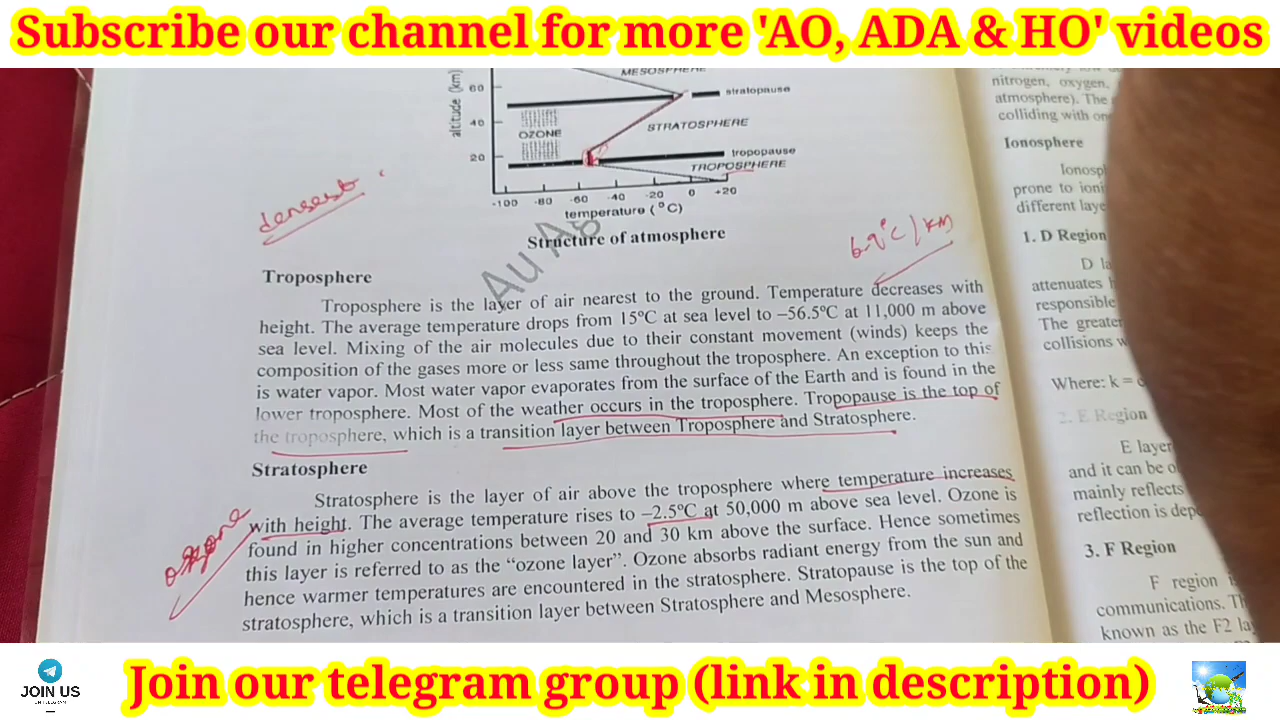 Subscribe our channel for more 'AO, ADA & HO' videos
MESOSPHERE
60
stratopause
altitude (km)
40
OZONE
STRATOSPHERE
20
tropopause
TROPOSPHERE
-100 -80 -60 -40 -20 0 +20
temperature (°C)
densest
Structure of atmosphere
Au Ag
°C/KM
Troposphere
Troposphere is the layer of air nearest to the ground. Temperature decreases with
height. The average temperature drops from 15°C at sea level to –56.5°C at 11,000 m above
sea level. Mixing of the air molecules due to their constant movement (winds) keeps the
composition of the gases more or less same throughout the troposphere. An exception to this
is water vapor. Most water vapor evaporates from the surface of the Earth and is found in the
lower troposphere. Most of the weather occurs in the troposphere. Tropopause is the top of
the troposphere, which is a transition layer between Troposphere and Stratosphere.
Stratosphere
Stratosphere is the layer of air above the troposphere where temperature increases
with height. The average temperature rises to –2.5°C at 50,000 m above sea level. Ozone is
found in higher concentrations between 20 and 30 km above the surface. Hence sometimes
this layer is referred to as the “ozone layer”. Ozone absorbs radiant energy from the sun and
hence warmer temperatures are encountered in the stratosphere. Stratopause is the top of the
stratosphere, which is a transition layer between Stratosphere and Mesosphere.
ozone
nitrogen, oxygen,
atmosphere). The
colliding with
Ionosphere
prone to ioni
different laye
1. D Region
D la
attenuates
responsible
The greater
collisions w
Where: k =
2. E Region
E layer
and it can be
mainly reflects
reflection is dep
3. F Region
F region
communications. Th
known as the F2 la
JOIN US
ON TELEGRAM
Join our telegram group (link in description)